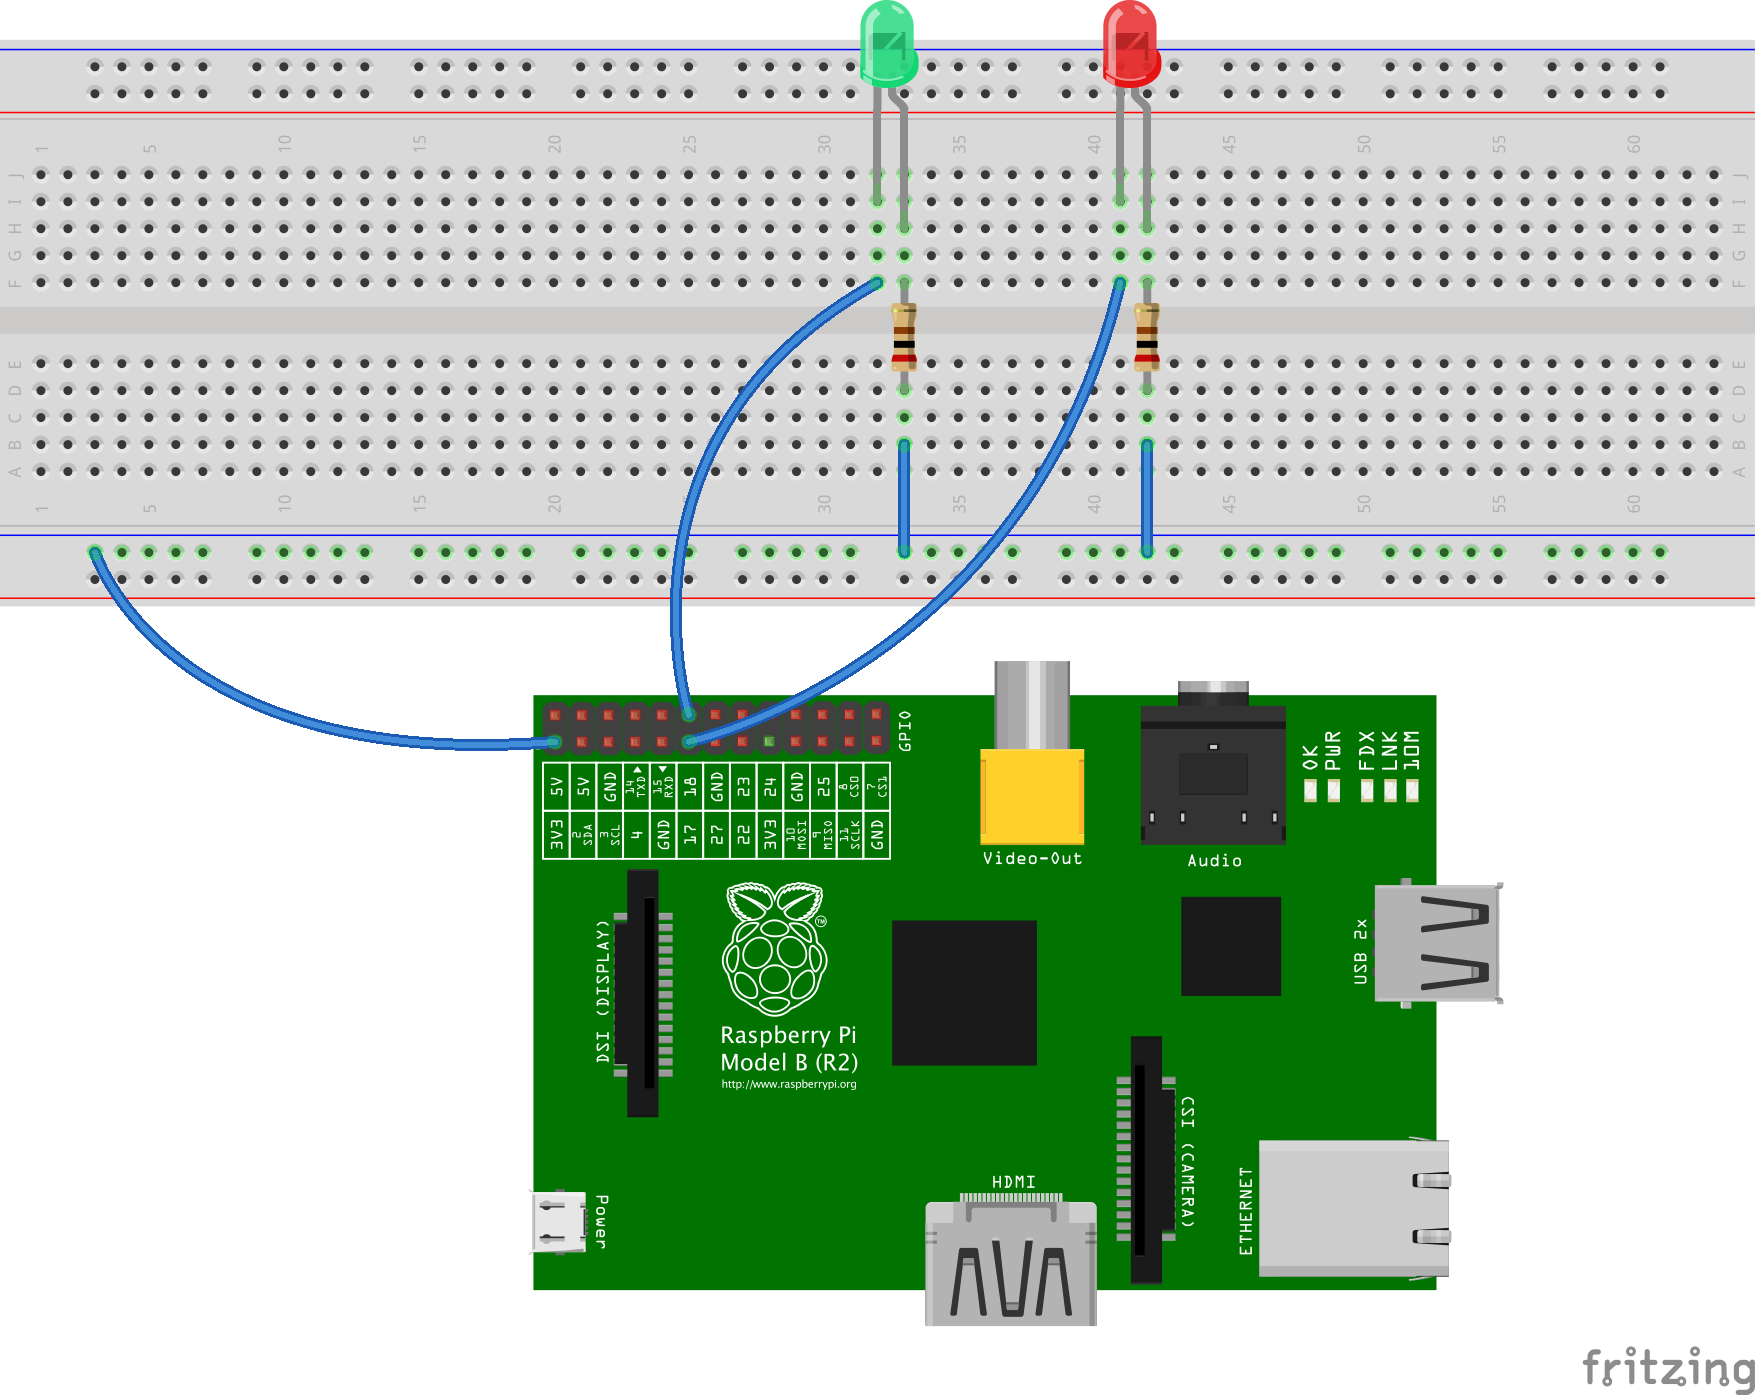 1 5 10 15 20 25 30 35 40 45 50 55 60
J J
I I
H H
G G
F F
E E
D D
C C
B B
A A
1 5 10 15 20 25 30 35 40 45 50 55 60
GPIO
5V 5V GND 14 TXD 15 RXD 18 GND 23 24 GND 25 8 CS0 7 CS1
3V3 2 SDA 3 SCL 4 GND 17 27 22 3V3 10 MOSI 9 MISO 11 SCLK GND
OK PWR FDX LNK 10M
Video-Out
Audio
USB 2x
DSI (DISPLAY)
TM
Raspberry Pi
Model B (R2)
http://www.raspberrypi.org
CSI (CAMERA)
HDMI
Power
ETHERNET
fritzing